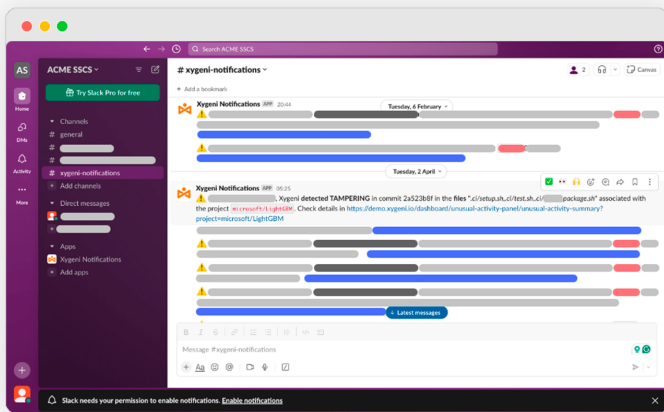 Search ACME SSCS
AS
ACME SSCS
# xygeni-notifications
2
Canvas
+ Add a bookmark
Home
DMs
Activity
More
Try Slack Pro for free
Channels
# general
#
#
# xygeni-notifications
+ Add channels
Direct messages
Apps
Xygeni Notifications
+ Add apps
Xygeni Notifications APP 20:44
Tuesday, 6 February
Tuesday, 2 April
Xygeni Notifications APP 05:25
, Xygeni detected TAMPERING in commit 2a523b8f in the files ".ci/setup.sh,.ci/test.sh,.ci/ package.sh" associated with
the project microsoft/LightGBM. Check details in https://demo.xygeni.io/dashboard/unusual-activity-panel/unusual-activity-summary?
project=microsoft/LightGBM
Latest messages
B I S
Message #xygeni-notifications
+ Aa @
Slack needs your permission to enable notifications. Enable notifications